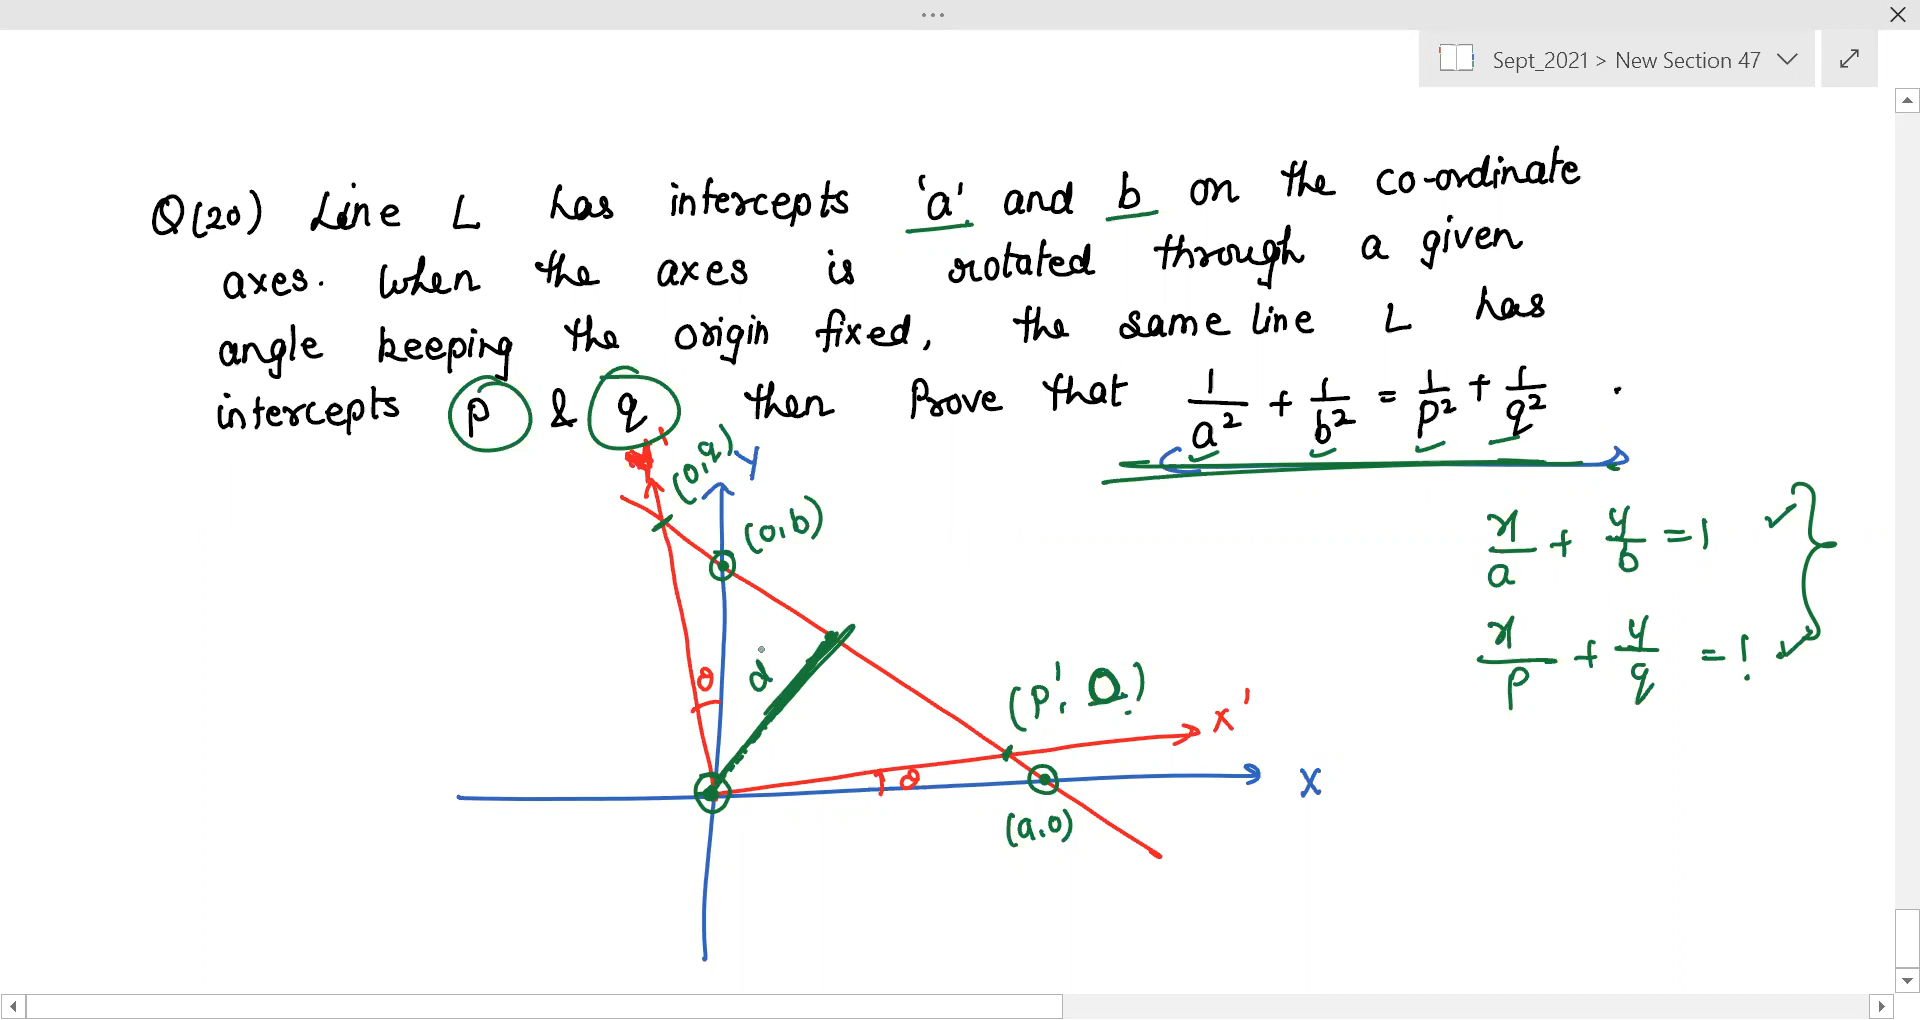 Sept_2021 > New Section 47
Q(20) Line L has intercepts 'a' and b on the co-ordinate
axes. When the axes is rotated through a given
angle keeping the origin fixed, the same line L has
intercepts p & q then Prove that 1/a² + 1/b² = 1/p² + 1/q² .
(0,q) y
(0,b)
x/a + y/b = 1
x/p + y/q = 1
θ d
(p', 0)
x'
θ
x
(a,0)